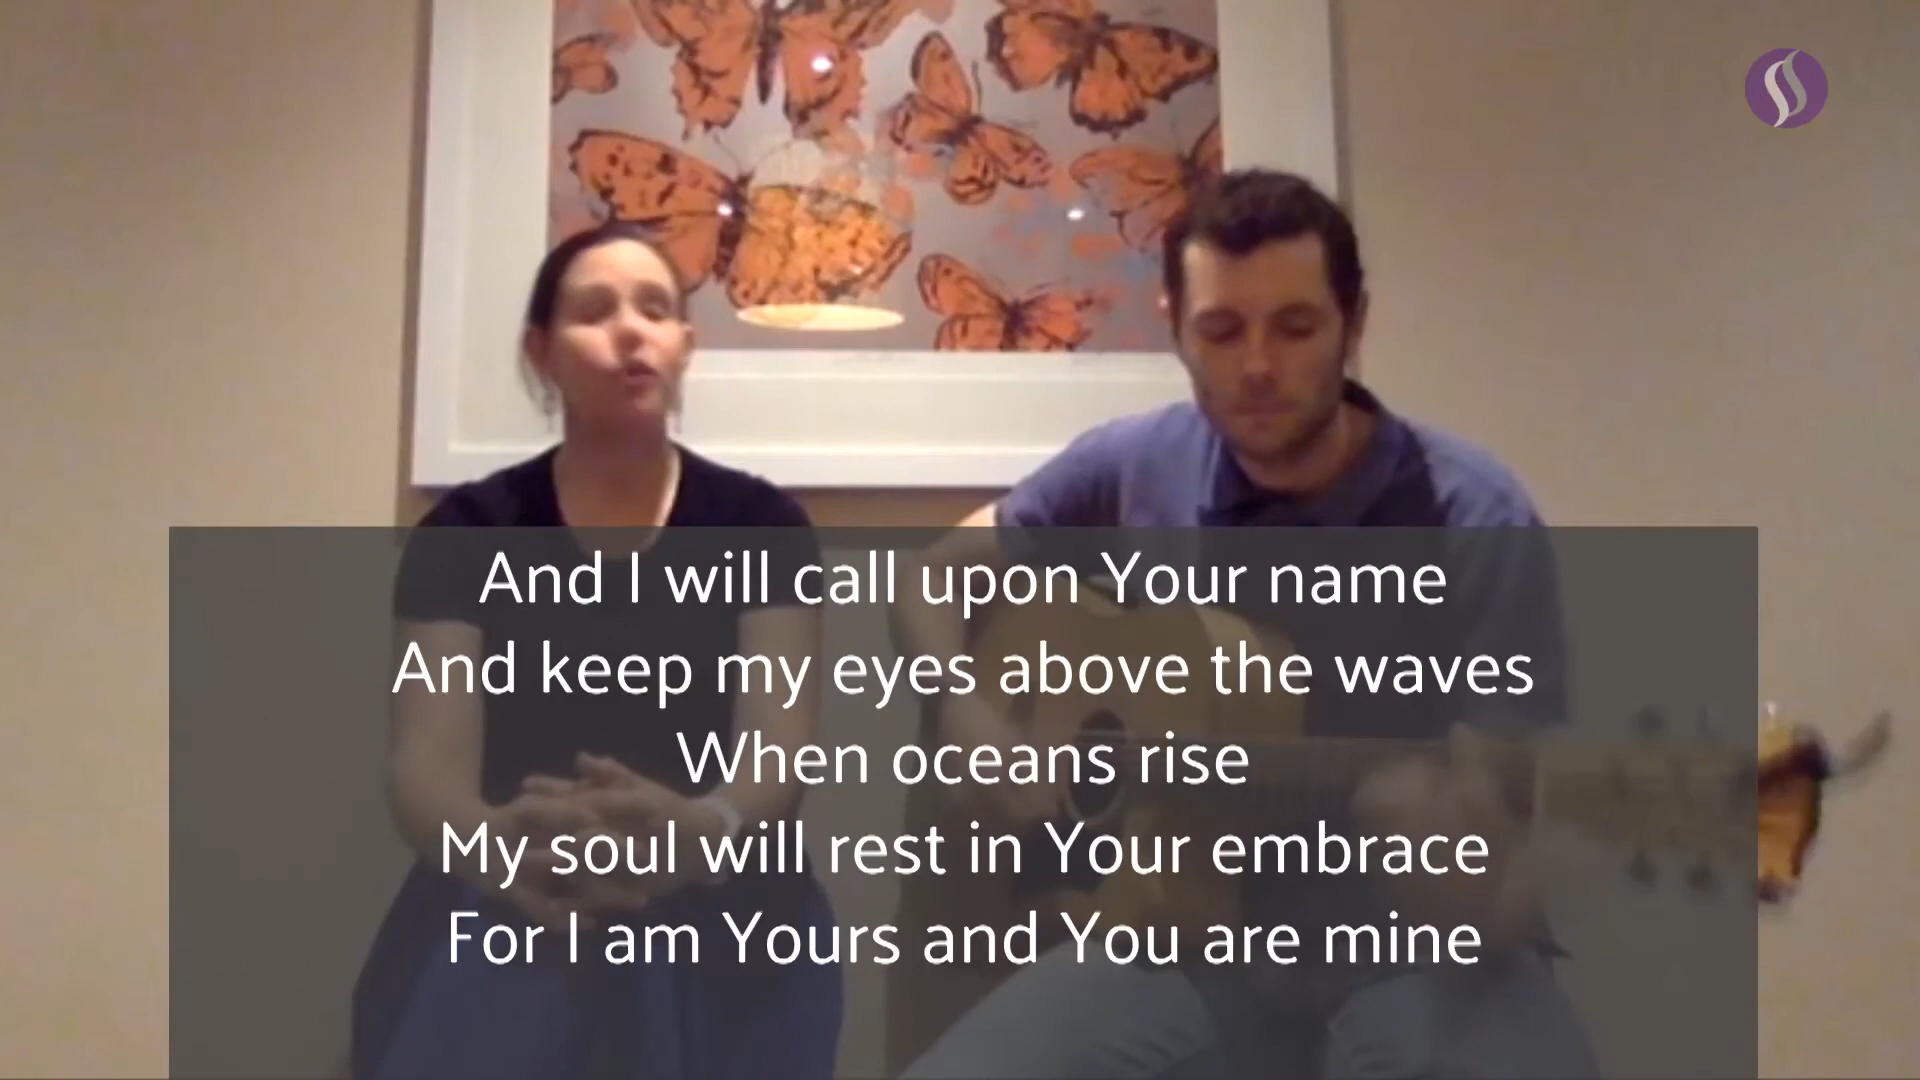 And I will call upon Your name
And keep my eyes above the waves
When oceans rise
My soul will rest in Your embrace
For I am Yours and You are mine